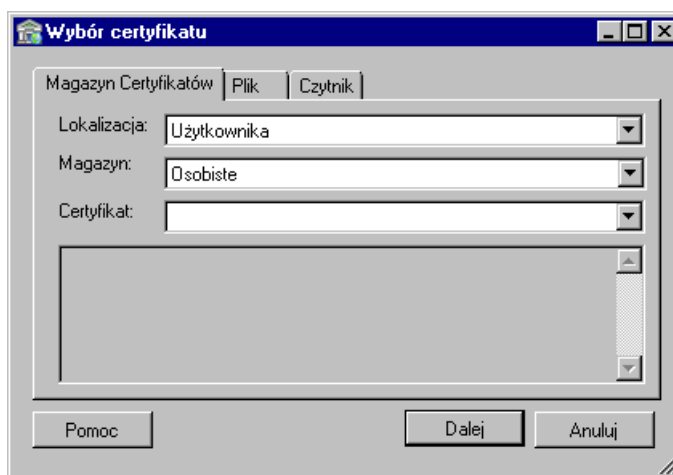 Wybór certyfikatu
Magazyn Certyfikatów Plik Czytnik
Lokalizacja: Użytkownika
Magazyn: Osobiste
Certyfikat:
Pomoc Dalej Anuluj